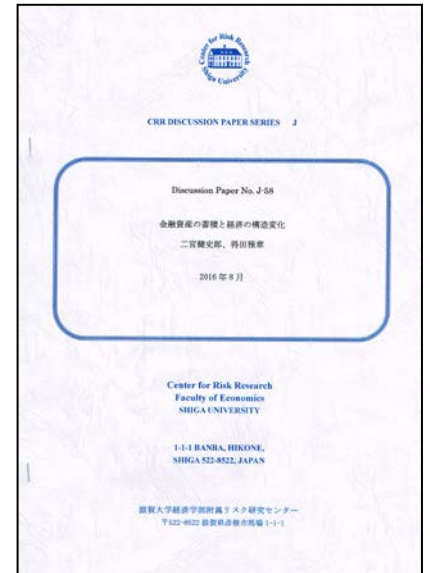 Center for Risk Research
Shiga University
CRR DISCUSSION PAPER SERIES J
Discussion Paper No. J-58
金融資産の蓄積と経済の構造変化
二宮健史郎、得田雅章
2016年8月
Center for Risk Research
Faculty of Economics
SHIGA UNIVERSITY
1-1-1 BANBA, HIKONE,
SHIGA 522-8522, JAPAN
滋賀大学経済学部附属リスク研究センター
〒522-8522 滋賀県彦根市馬場 1-1-1